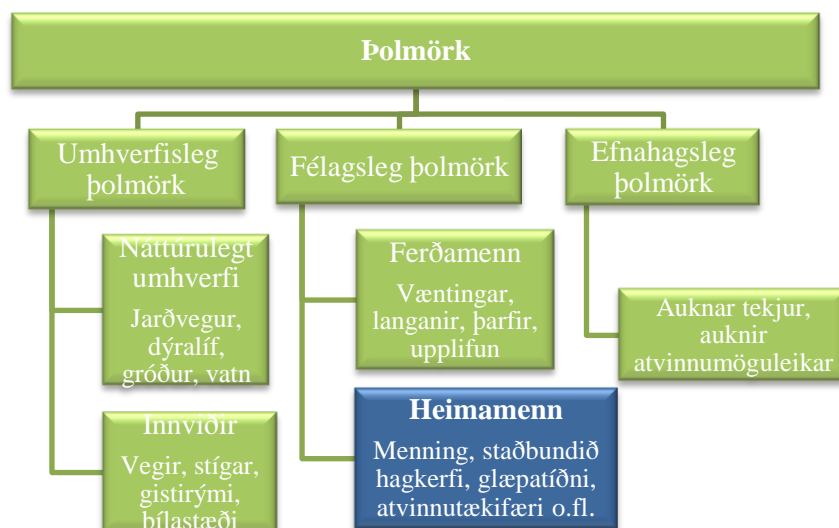 Þolmörk
Umhverfisleg
þolmörk
Náttúrulegt
umhverfi
Jarðvegur,
dýralíf,
gróður, vatn
Innviðir
Vegir, stígar,
gistirými,
bílastæði
Félagsleg þolmörk
Ferðamenn
Væntingar,
langanir, þarfir,
upplifun
Heimamenn
Menning, staðbundið
hagkerfi, glæpatíðni,
atvinnutækifæri o.fl.
Efnahagsleg
þolmörk
Auknar tekjur,
auknir
atvinnumöguleikar